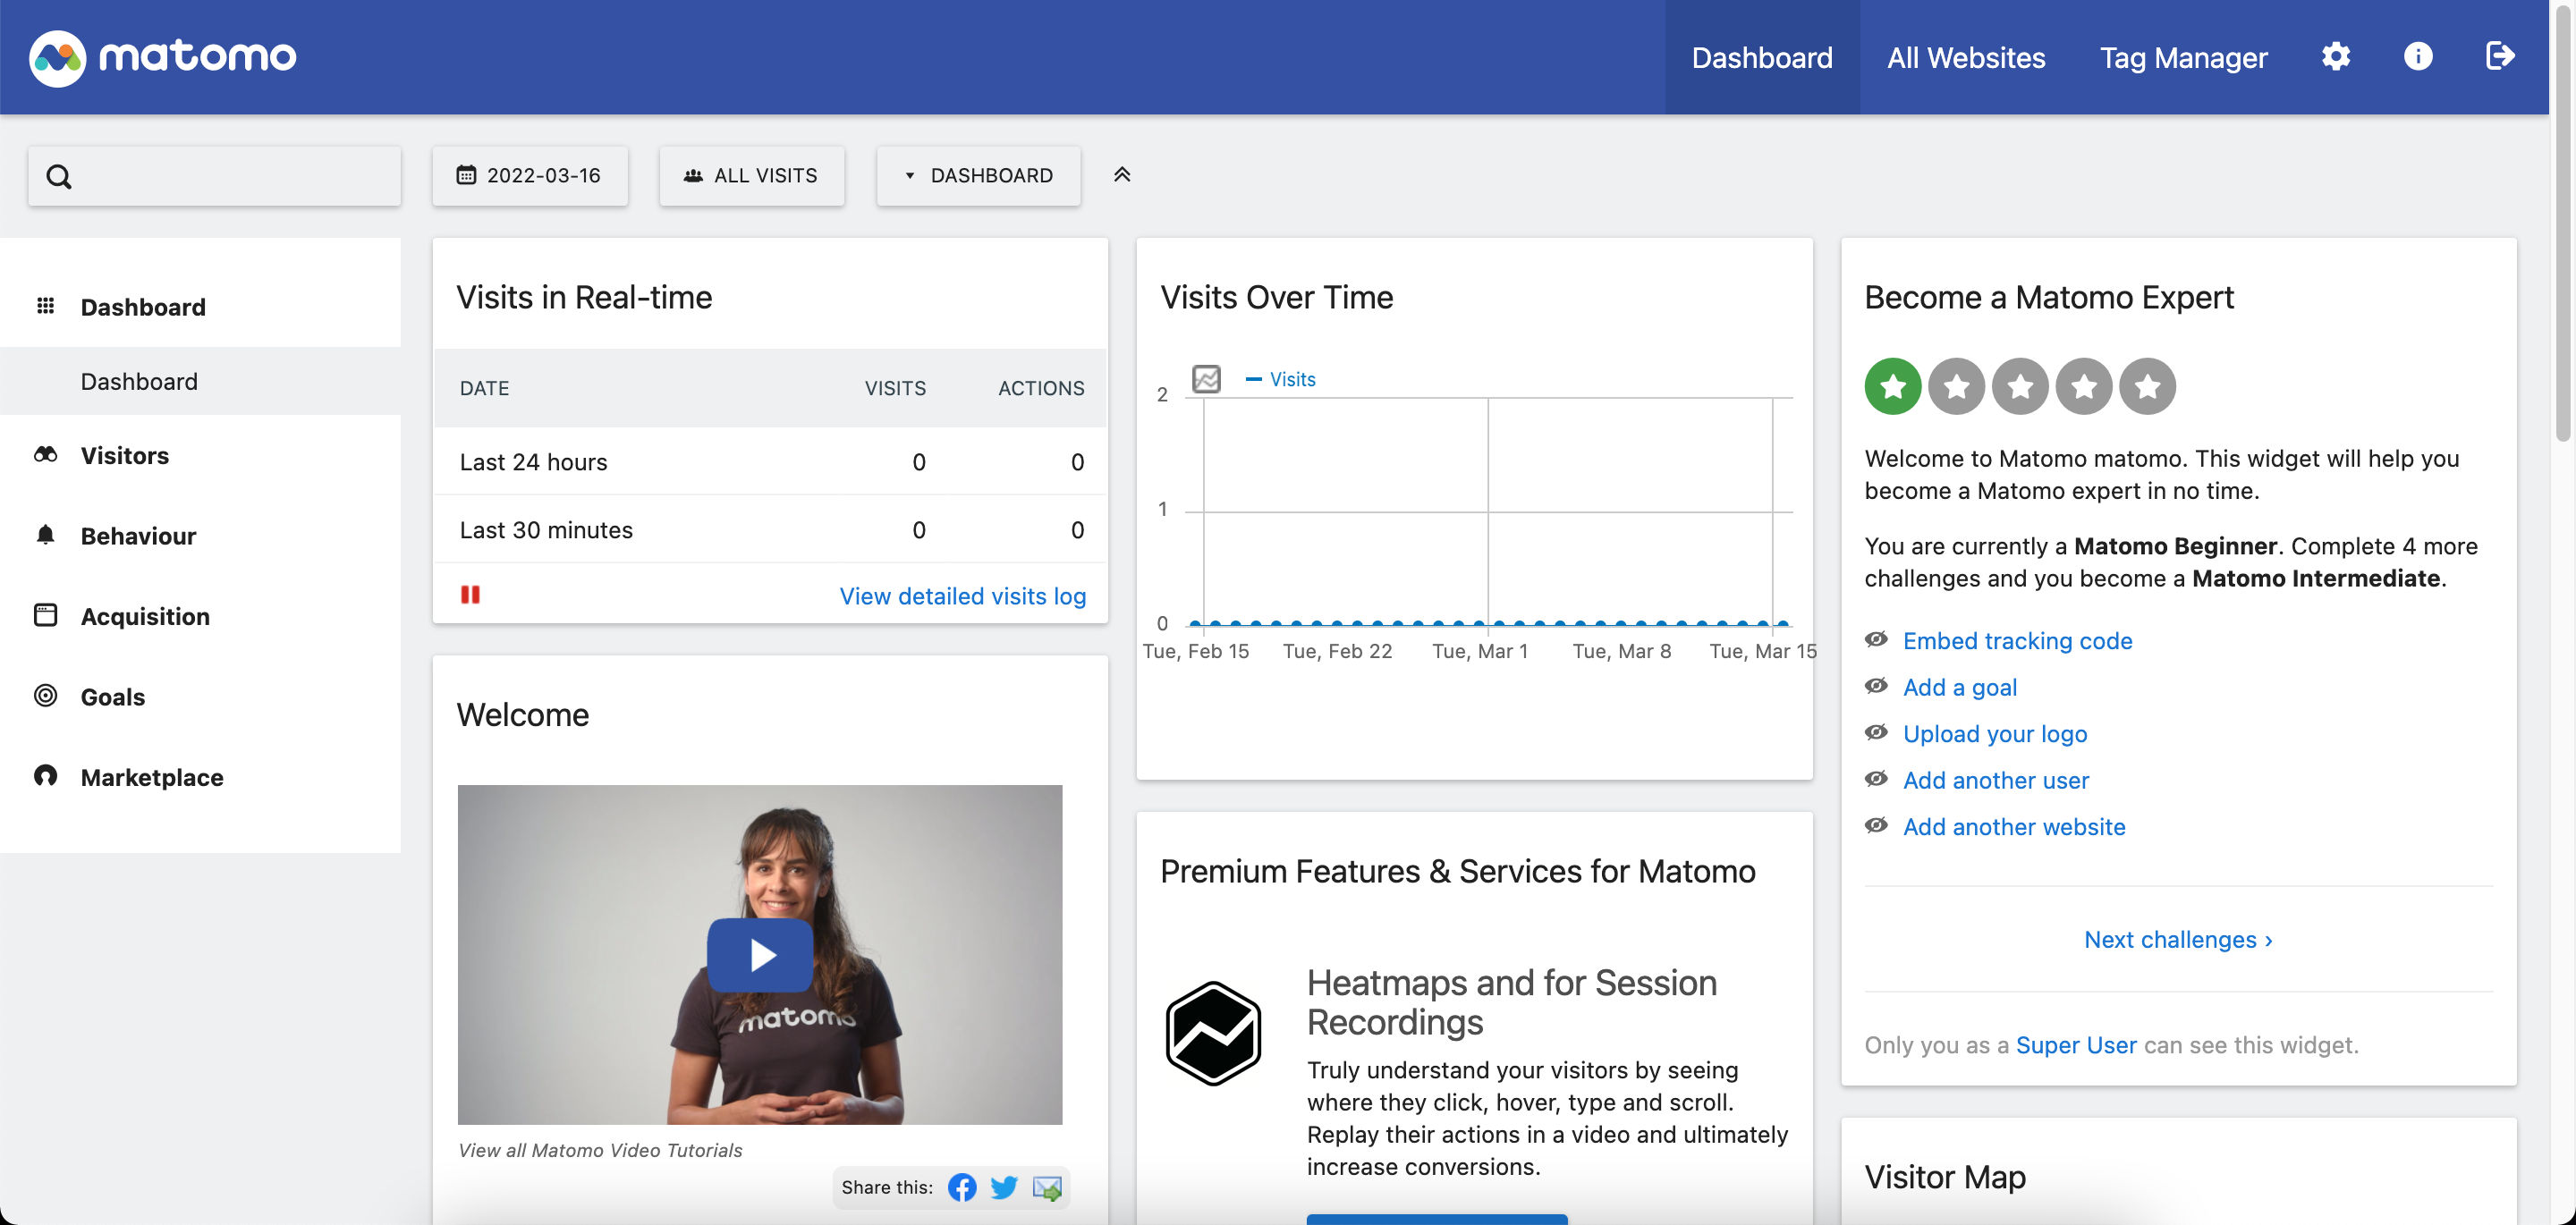 matomo
Dashboard
All Websites
Tag Manager
2022-03-16
ALL VISITS
DASHBOARD
Dashboard
Dashboard
Visitors
Behaviour
Acquisition
Goals
Marketplace
Visits in Real-time
DATE VISITS ACTIONS
Last 24 hours 0 0
Last 30 minutes 0 0
View detailed visits log
Welcome
matomo
View all Matomo Video Tutorials
Share this:
Visits Over Time
Visits
2
1
0
Tue, Feb 15 Tue, Feb 22 Tue, Mar 1 Tue, Mar 8 Tue, Mar 15
Premium Features & Services for Matomo
Heatmaps and for Session
Recordings
Truly understand your visitors by seeing
where they click, hover, type and scroll.
Replay their actions in a video and ultimately
increase conversions.
Become a Matomo Expert
Welcome to Matomo matomo. This widget will help you
become a Matomo expert in no time.
You are currently a Matomo Beginner. Complete 4 more
challenges and you become a Matomo Intermediate.
Embed tracking code
Add a goal
Upload your logo
Add another user
Add another website
Next challenges ›
Only you as a Super User can see this widget.
Visitor Map